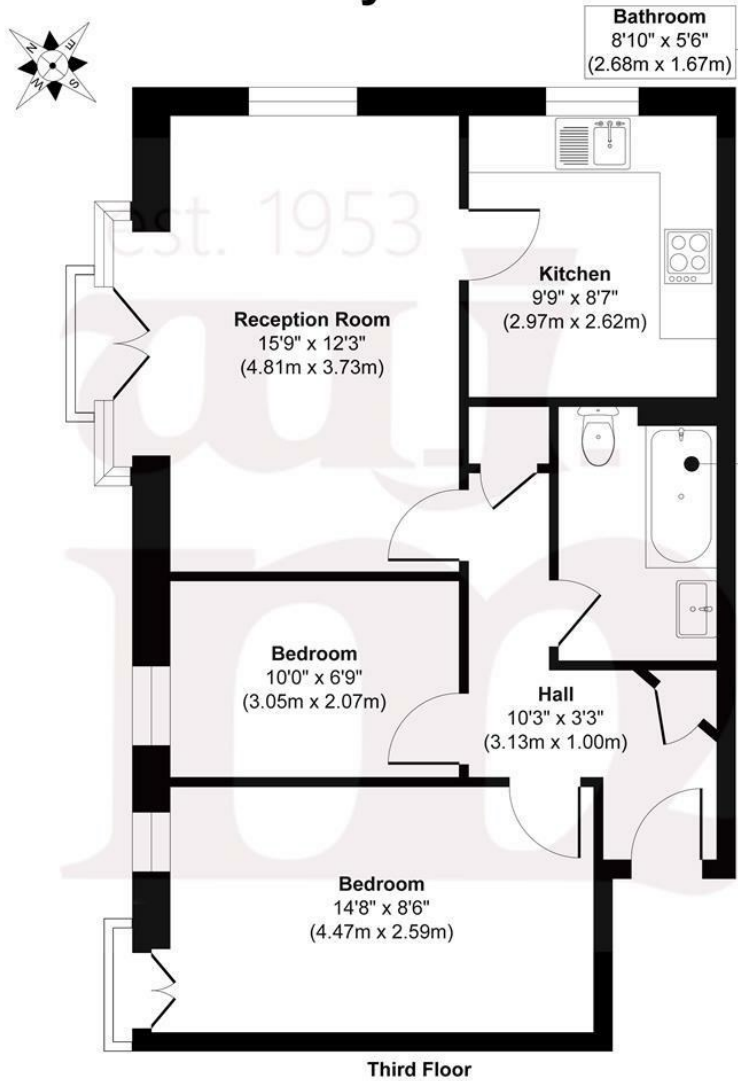 Bathroom
8'10" x 5'6"
(2.68m x 1.67m)
N
E
S
W
est. 1953
Kitchen
9'9" x 8'7"
(2.97m x 2.62m)
Reception Room
15'9" x 12'3"
(4.81m x 3.73m)
Bedroom
10'0" x 6'9"
(3.05m x 2.07m)
Hall
10'3" x 3'3"
(3.13m x 1.00m)
Bedroom
14'8" x 8'6"
(4.47m x 2.59m)
Third Floor